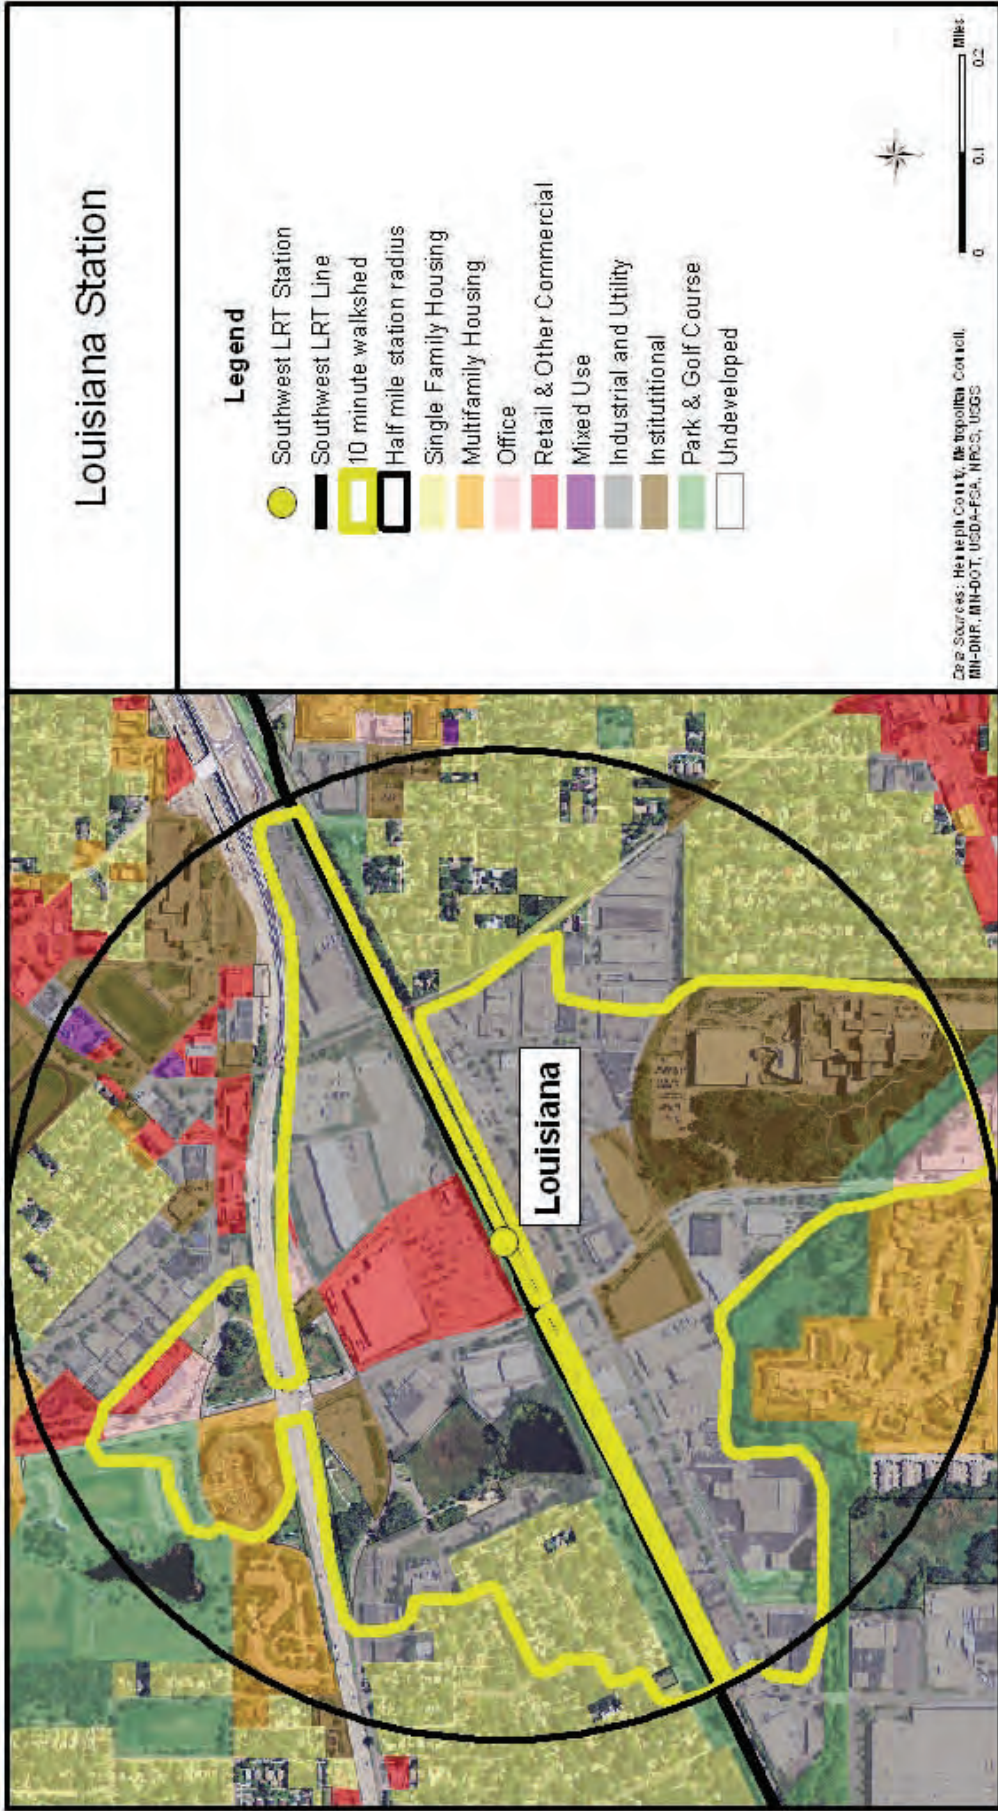 Louisiana Station
Legend
Southwest LRT Station
Southwest LRT Line
10 minute walkshed
Half mile station radius
Single Family Housing
Multifamily Housing
Office
Retail & Other Commercial
Mixed Use
Industrial and Utility
Institutitional
Park & Golf Course
Undeveloped
0 0.1 0.2
Miles
Data Sources: Hennepin County, Metropolitan Council,
MN-DNR, MN-DOT, USDA-FSA, NRCS, USGS
Louisiana